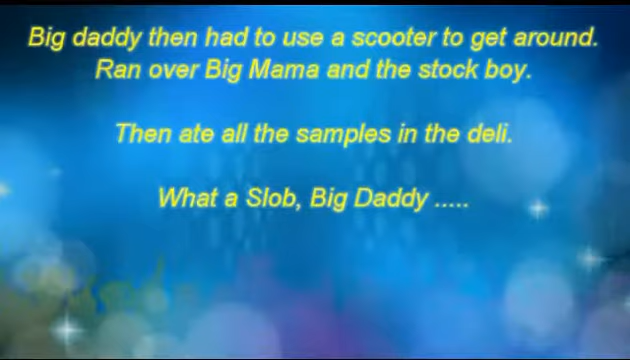 Big daddy then had to use a scooter to get around.
Ran over Big Mama and the stock boy.
Then ate all the samples in the deli.
What a Slob, Big Daddy .....